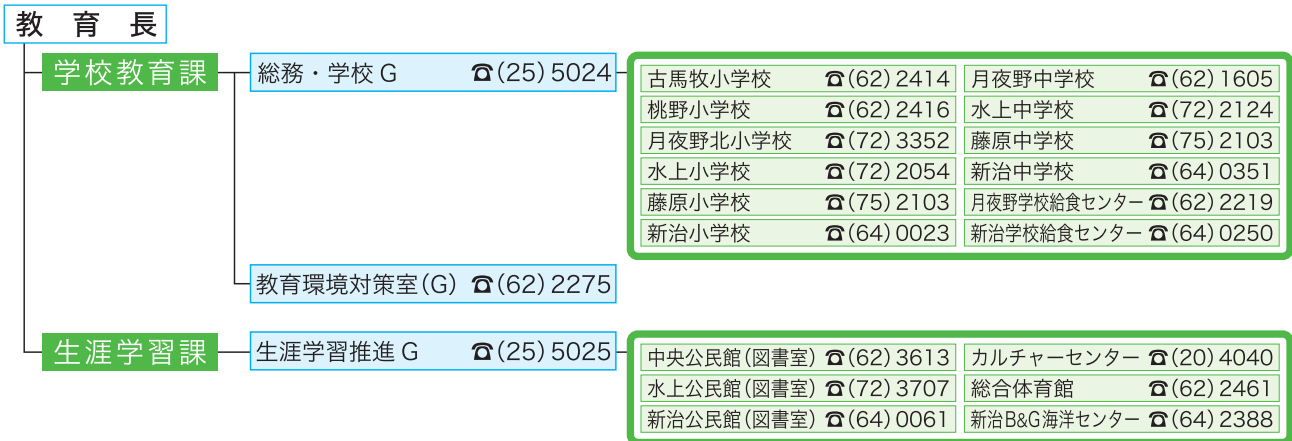 教育長
学校教育課
総務・学校G ☎(25)5024
古馬牧小学校 ☎(62)2414
月夜野中学校 ☎(62)1605
桃野小学校 ☎(62)2416
水上中学校 ☎(72)2124
月夜野北小学校 ☎(72)3352
藤原中学校 ☎(75)2103
水上小学校 ☎(72)2054
新治中学校 ☎(64)0351
藤原小学校 ☎(75)2103
月夜野学校給食センター ☎(62)2219
新治小学校 ☎(64)0023
新治学校給食センター ☎(64)0250
教育環境対策室(G) ☎(62)2275
生涯学習課
生涯学習推進G ☎(25)5025
中央公民館(図書室) ☎(62)3613
カルチャーセンター ☎(20)4040
水上公民館(図書室) ☎(72)3707
総合体育館 ☎(62)2461
新治公民館(図書室) ☎(64)0061
新治B&G海洋センター ☎(64)2388